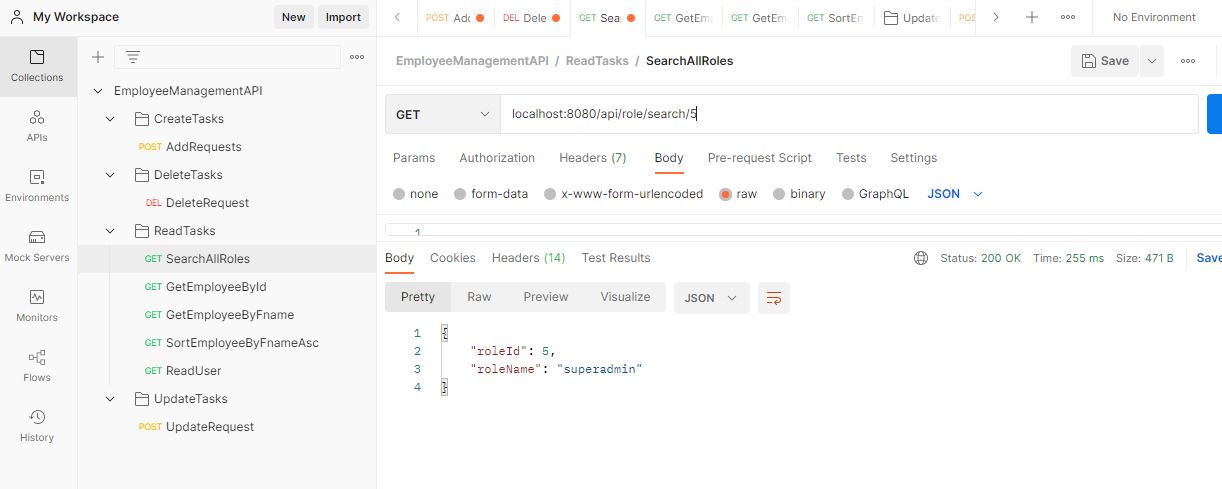 My Workspace New Import
POST Add DEL Dele GET Sea GET GetEm GET GetEm GET SortEm Update POS No Environment
Collections
APIs
Environments
Mock Servers
Monitors
Flows
History
EmployeeManagementAPI
CreateTasks
POST AddRequests
DeleteTasks
DEL DeleteRequest
ReadTasks
GET SearchAllRoles
GET GetEmployeeById
GET GetEmployeeByFname
GET SortEmployeeByFnameAsc
GET ReadUser
UpdateTasks
POST UpdateRequest
EmployeeManagementAPI / ReadTasks / SearchAllRoles Save
GET localhost:8080/api/role/search/5
Params Authorization Headers (7) Body Pre-request Script Tests Settings
none form-data x-www-form-urlencoded raw binary GraphQL JSON
1
Body Cookies Headers (14) Test Results Status: 200 OK Time: 255 ms Size: 471 B Save
Pretty Raw Preview Visualize JSON
1 {
2 "roleId": 5,
3 "roleName": "superadmin"
4 }